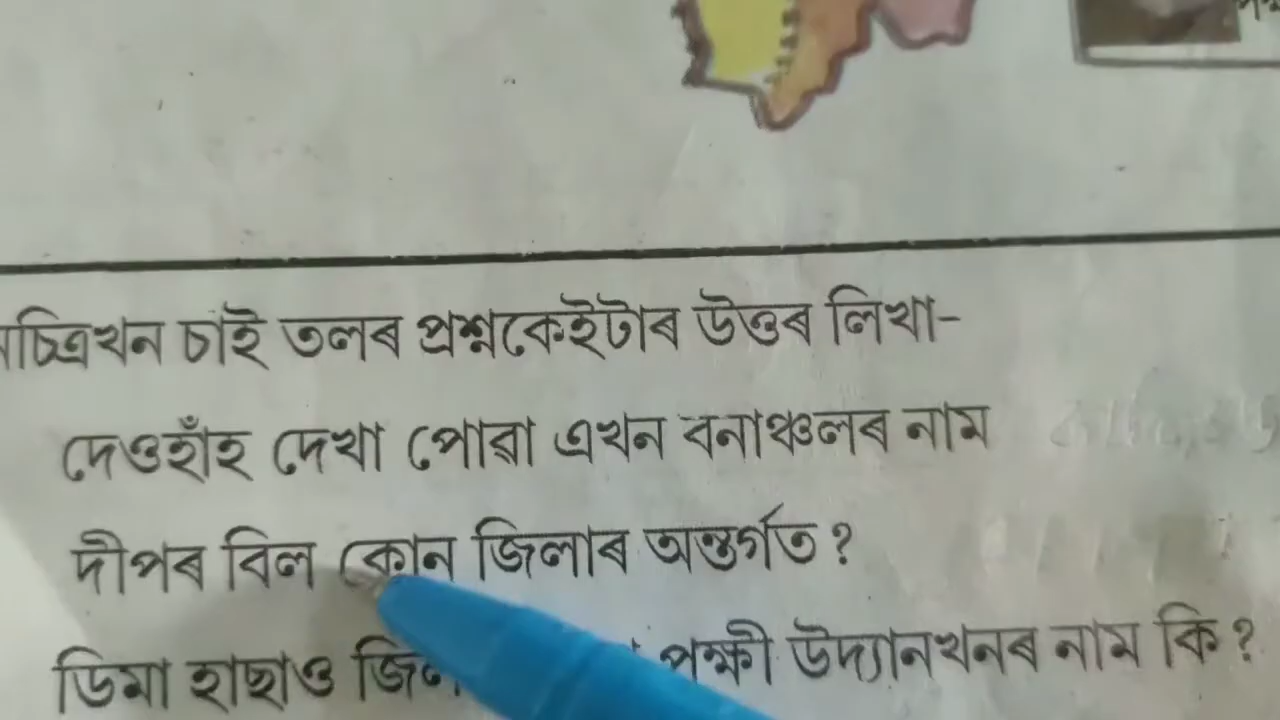 চিত্ৰখন চাই তলৰ প্ৰশ্নকেইটাৰ উত্তৰ লিখা-
দেওহাঁহ দেখা পোৱা এখন বনাঞ্চলৰ নাম
দীপৰ বিল কোন জিলাৰ অন্তৰ্গত ?
ডিমা হাছাও পক্ষী উদ্যানখনৰ নাম কি ?